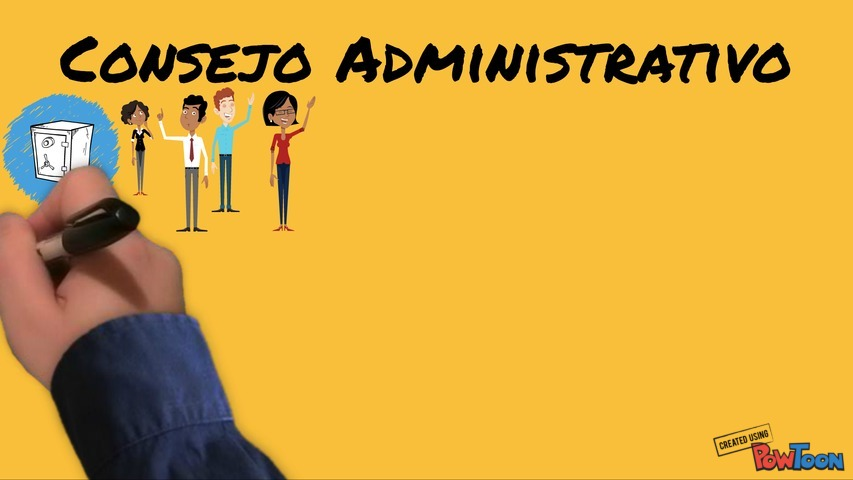 Consejo Administrativo
CREATED USING
PowToon